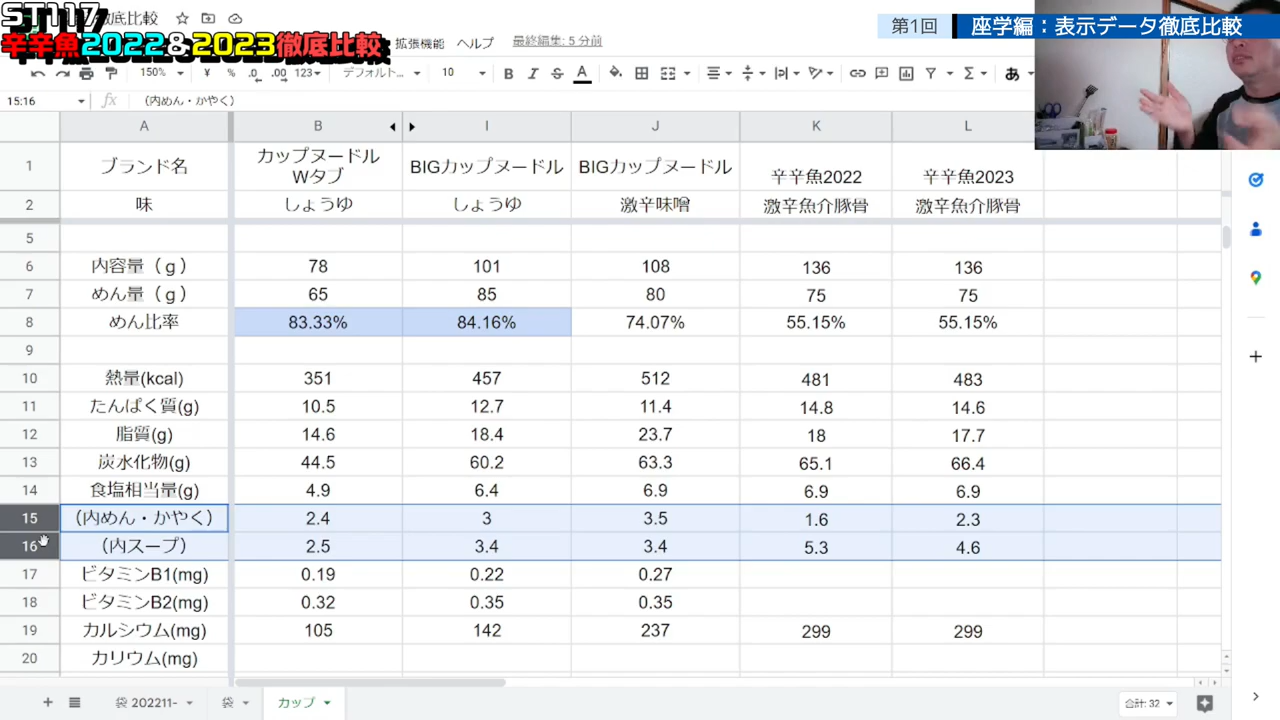 ST117
辛辛魚2022&2023徹底比較
徹底比較
拡張機能 ヘルプ 最終編集: 5 分前
第1回 座学編：表示データ徹底比較
150% ¥ % .0 .00 123 デフォルト... 10 B I S A Σ あ
15:16 fx （内めん・かやく）
A B I J K L
1 ブランド名 カップヌードル Wタブ BIGカップヌードル BIGカップヌードル 辛辛魚2022 辛辛魚2023
2 味 しょうゆ しょうゆ 激辛味噌 激辛魚介豚骨 激辛魚介豚骨
5
6 内容量（ｇ） 78 101 108 136 136
7 めん量（ｇ） 65 85 80 75 75
8 めん比率 83.33% 84.16% 74.07% 55.15% 55.15%
9
10 熱量(kcal) 351 457 512 481 483
11 たんぱく質(g) 10.5 12.7 11.4 14.8 14.6
12 脂質(g) 14.6 18.4 23.7 18 17.7
13 炭水化物(g) 44.5 60.2 63.3 65.1 66.4
14 食塩相当量(g) 4.9 6.4 6.9 6.9 6.9
15 （内めん・かやく） 2.4 3 3.5 1.6 2.3
16 （内スープ） 2.5 3.4 3.4 5.3 4.6
17 ビタミンB1(mg) 0.19 0.22 0.27
18 ビタミンB2(mg) 0.32 0.35 0.35
19 カルシウム(mg) 105 142 237 299 299
20 カリウム(mg)
袋 202211- 袋 カップ 合計: 32